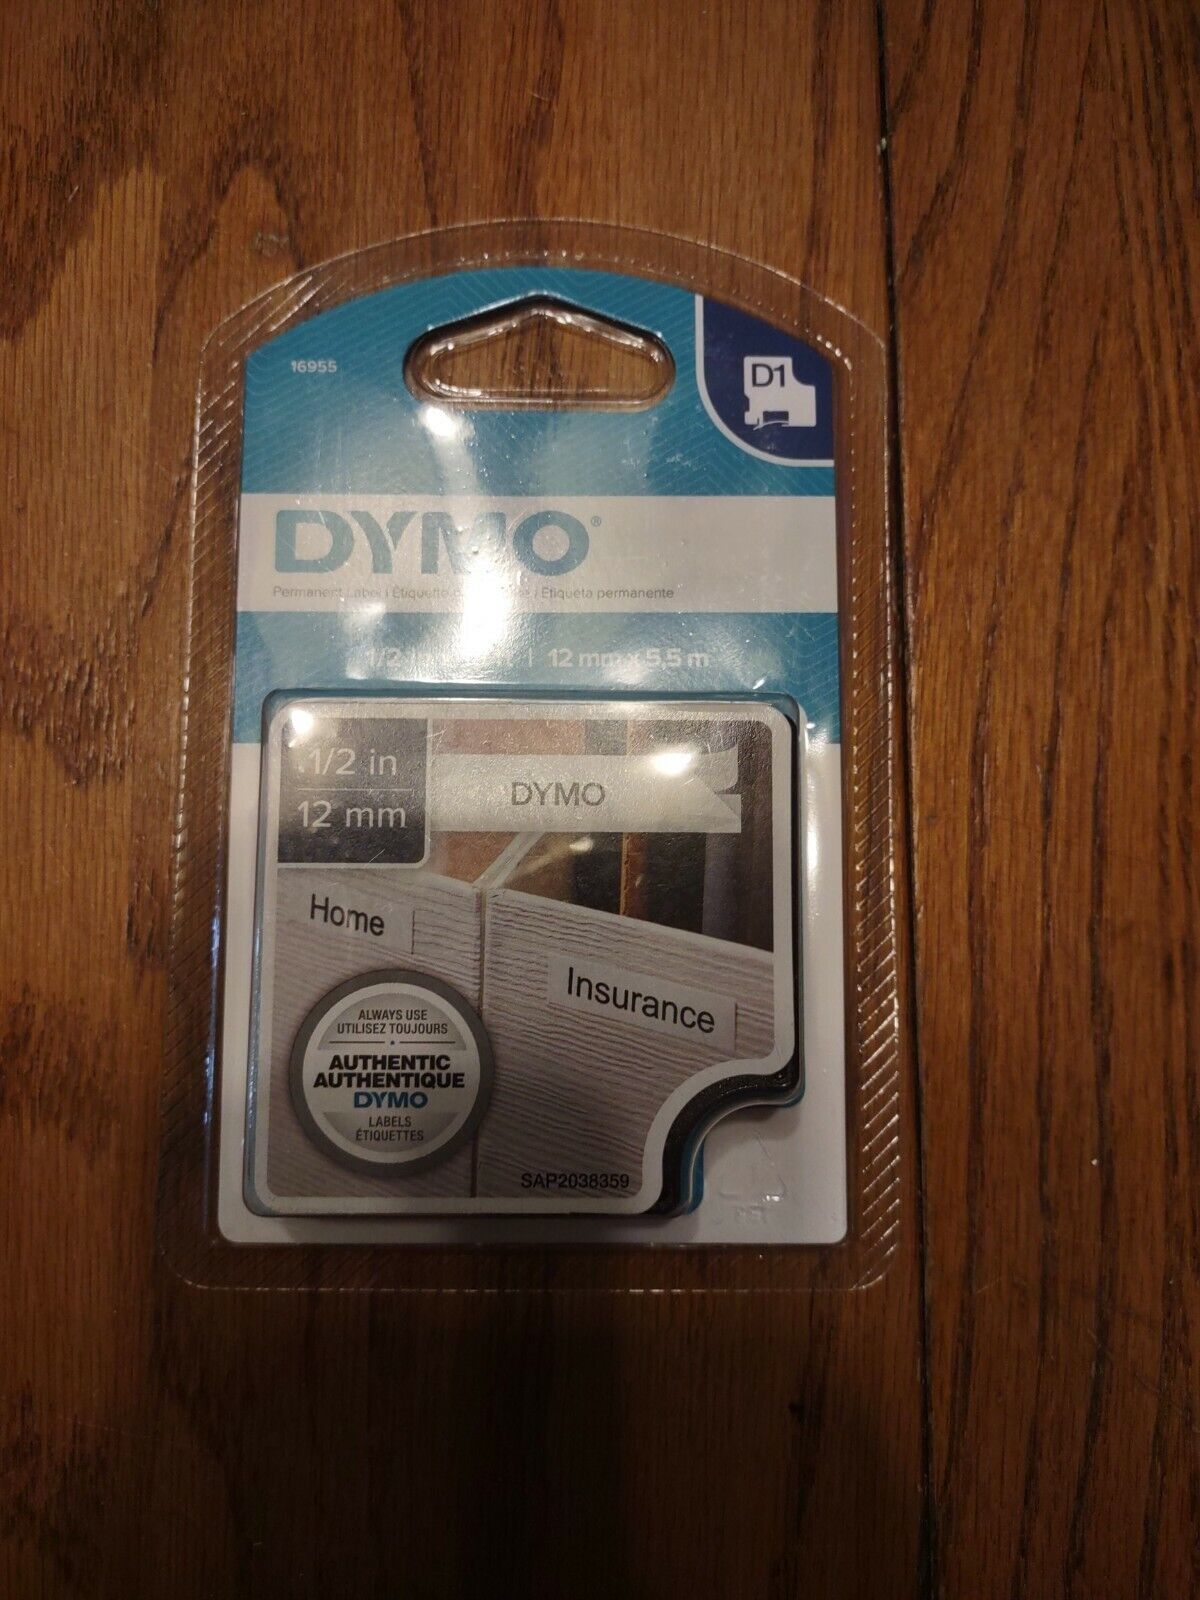 16955
D1
DYMO®
Permanent Label | Étiquette | Etiqueta permanente
1/2 | 12 mm x 5,5 m
1/2 in
12 mm
DYMO
Home
Insurance
ALWAYS USE
UTILISEZ TOUJOURS
AUTHENTIC
AUTHENTIQUE
DYMO
LABELS
ÉTIQUETTES
SAP2038359